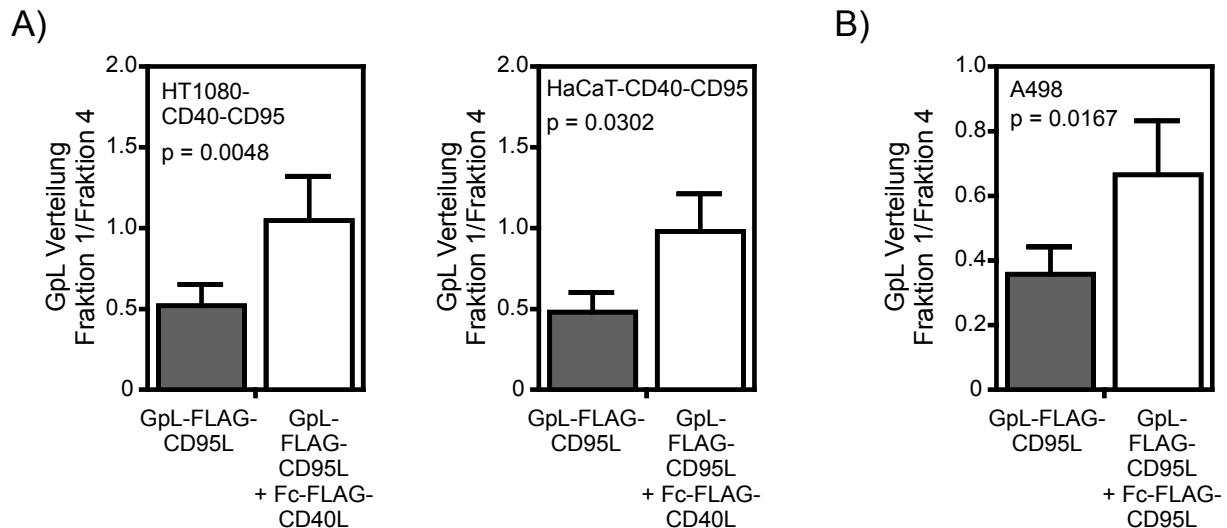 A)
GpL Verteilung
Fraktion 1/Fraktion 4
2.0
1.5
1.0
0.5
0
HT1080-
CD40-CD95
p = 0.0048
GpL-FLAG-
CD95L
GpL-
FLAG-
CD95L
+ Fc-FLAG-
CD40L
GpL Verteilung
Fraktion 1/Fraktion 4
2.0
1.5
1.0
0.5
0
HaCaT-CD40-CD95
p = 0.0302
GpL-FLAG-
CD95L
GpL-
FLAG-
CD95L
+ Fc-FLAG-
CD40L
B)
GpL Verteilung
Fraktion 1/Fraktion 4
1.0
0.8
0.6
0.4
0.2
0
A498
p = 0.0167
GpL-FLAG-
CD95L
GpL-
FLAG-
CD95L
+ Fc-FLAG-
CD95L